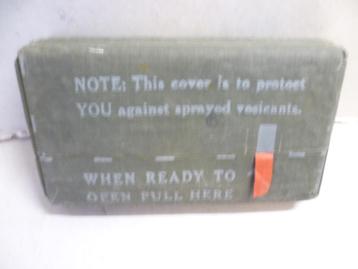 NOTE: This cover is to protect
YOU against sprayed vesicants.
WHEN READY TO
OPEN PULL HERE